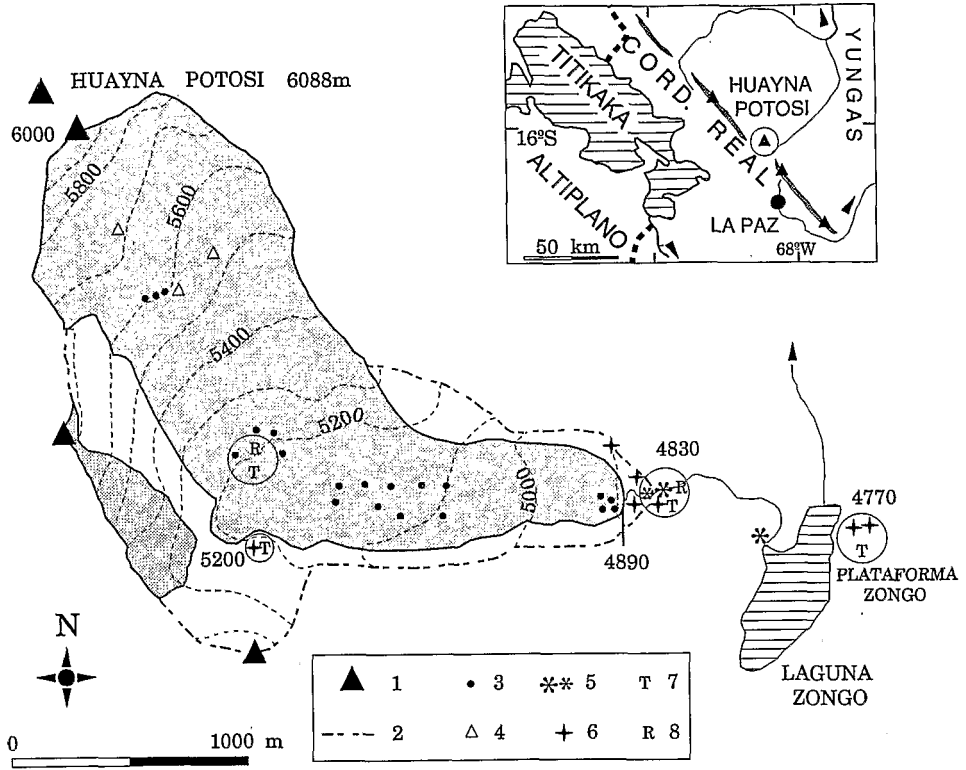 HUAYNA POTOSI 6088m
6000
5800
5600
5400
5200
5000
R
T
5200
T
4890
4830
R
T
4770
T
PLATAFORMA
ZONGO
LAGUNA
ZONGO
CORD. REAL
TITIKAKA
ALTIPLANO
YUNGAS
HUAYNA
POTOSI
16ºS
LA PAZ
68ºW
50 km
N
0 1000 m
1 3 5 T 7
2 4 6 R 8